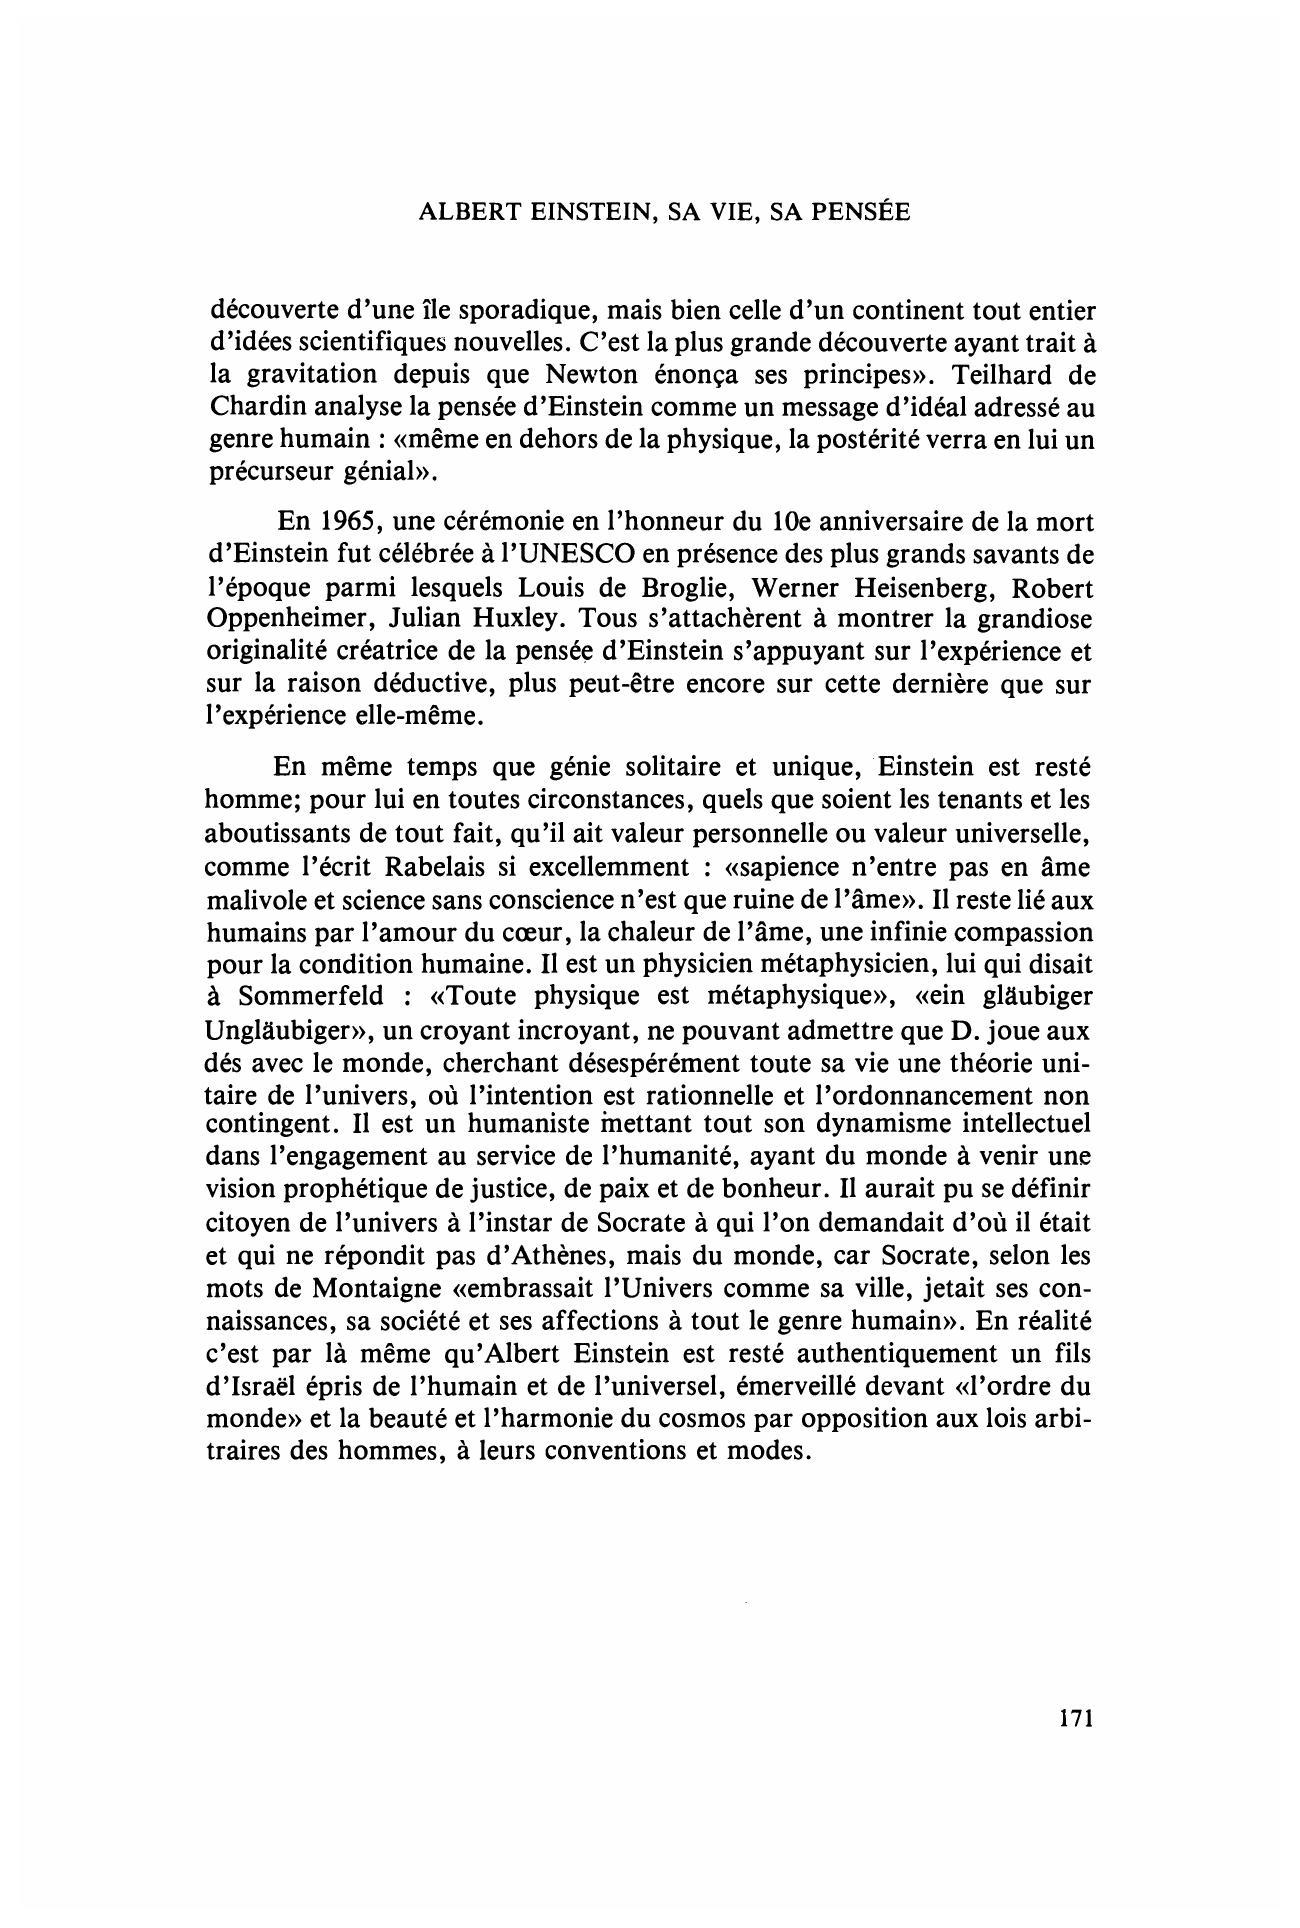 ALBERT EINSTEIN, SA VIE, SA PENSÉE
découverte d'une île sporadique, mais bien celle d'un continent tout entier
d'idées scientifiques nouvelles. C'est la plus grande découverte ayant trait à
la gravitation depuis que Newton énonça ses principes». Teilhard de
Chardin analyse la pensée d'Einstein comme un message d'idéal adressé au
genre humain : «même en dehors de la physique, la postérité verra en lui un
précurseur génial».
En 1965, une cérémonie en l'honneur du 10e anniversaire de la mort
d'Einstein fut célébrée à l'UNESCO en présence des plus grands savants de
l'époque parmi lesquels Louis de Broglie, Werner Heisenberg, Robert
Oppenheimer, Julian Huxley. Tous s'attachèrent à montrer la grandiose
originalité créatrice de la pensée d'Einstein s'appuyant sur l'expérience et
sur la raison déductive, plus peut-être encore sur cette dernière que sur
l'expérience elle-même.
En même temps que génie solitaire et unique, Einstein est resté
homme; pour lui en toutes circonstances, quels que soient les tenants et les
aboutissants de tout fait, qu'il ait valeur personnelle ou valeur universelle,
comme l'écrit Rabelais si excellemment : «sapience n'entre pas en âme
malivole et science sans conscience n'est que ruine de l'âme». Il reste lié aux
humains par l'amour du cœur, la chaleur de l'âme, une infinie compassion
pour la condition humaine. Il est un physicien métaphysicien, lui qui disait
à Sommerfeld : «Toute physique est métaphysique», «ein gläubiger
Ungläubiger», un croyant incroyant, ne pouvant admettre que D. joue aux
dés avec le monde, cherchant désespérément toute sa vie une théorie uni-
taire de l'univers, où l'intention est rationnelle et l'ordonnancement non
contingent. Il est un humaniste mettant tout son dynamisme intellectuel
dans l'engagement au service de l'humanité, ayant du monde à venir une
vision prophétique de justice, de paix et de bonheur. Il aurait pu se définir
citoyen de l'univers à l'instar de Socrate à qui l'on demandait d'où il était
et qui ne répondit pas d'Athènes, mais du monde, car Socrate, selon les
mots de Montaigne «embrassait l'Univers comme sa ville, jetait ses con-
naissances, sa société et ses affections à tout le genre humain». En réalité
c'est par là même qu'Albert Einstein est resté authentiquement un fils
d'Israël épris de l'humain et de l'universel, émerveillé devant «l'ordre du
monde» et la beauté et l'harmonie du cosmos par opposition aux lois arbi-
traires des hommes, à leurs conventions et modes.
171